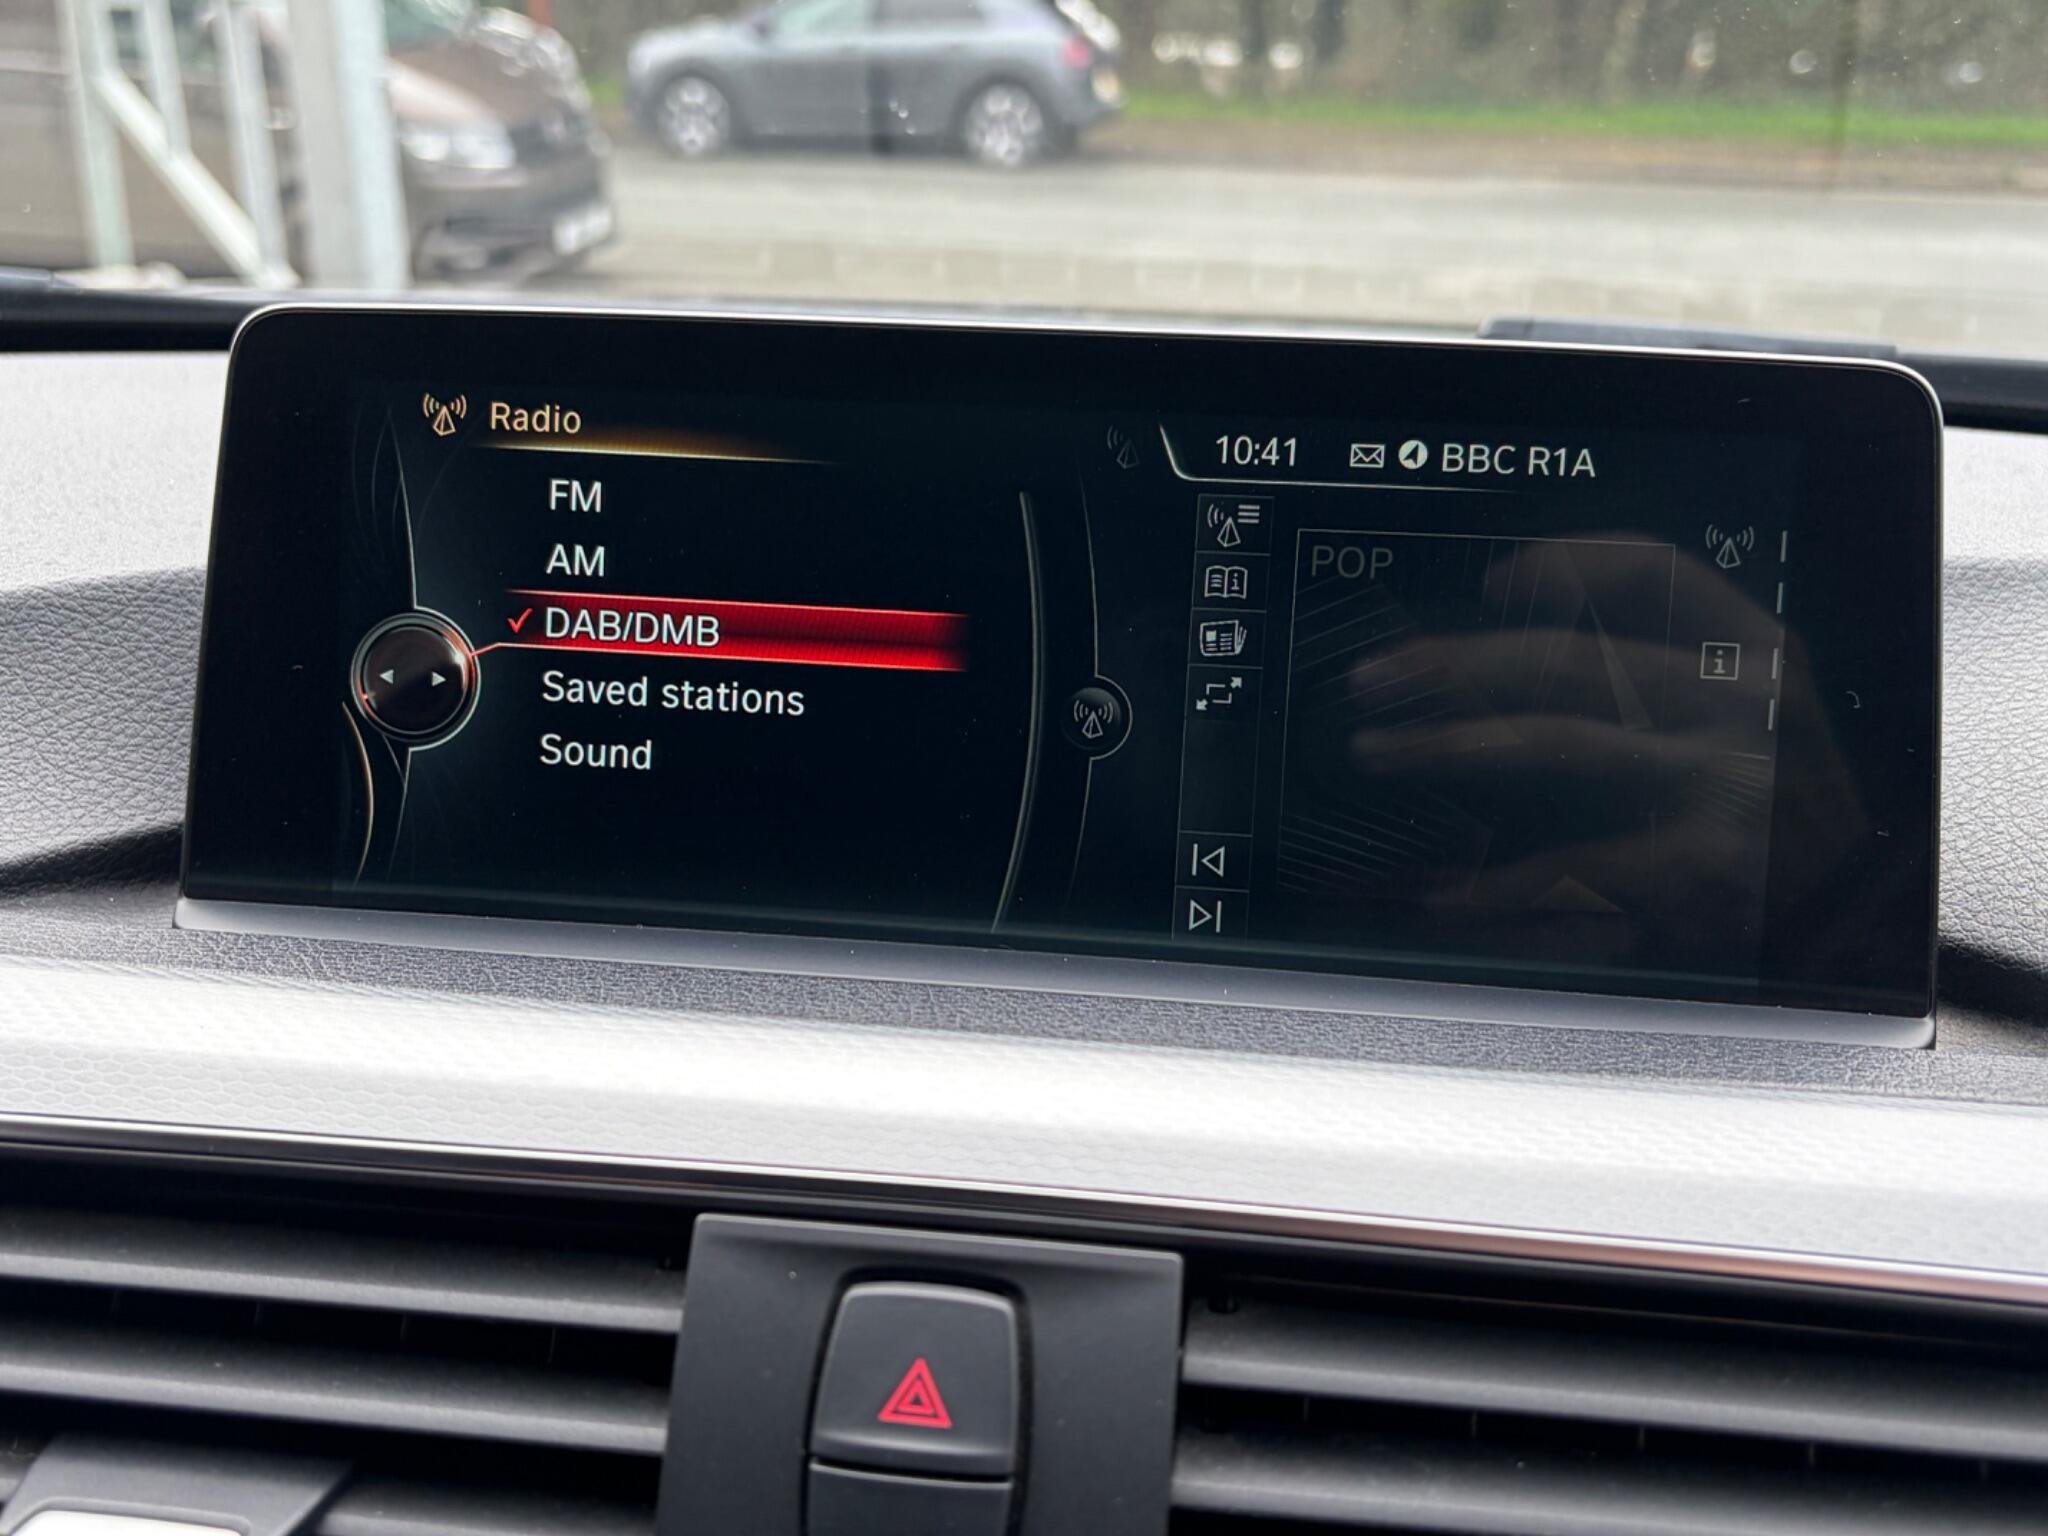 Radio
FM
AM
DAB/DMB
Saved stations
Sound
10:41 BBC R1A
POP